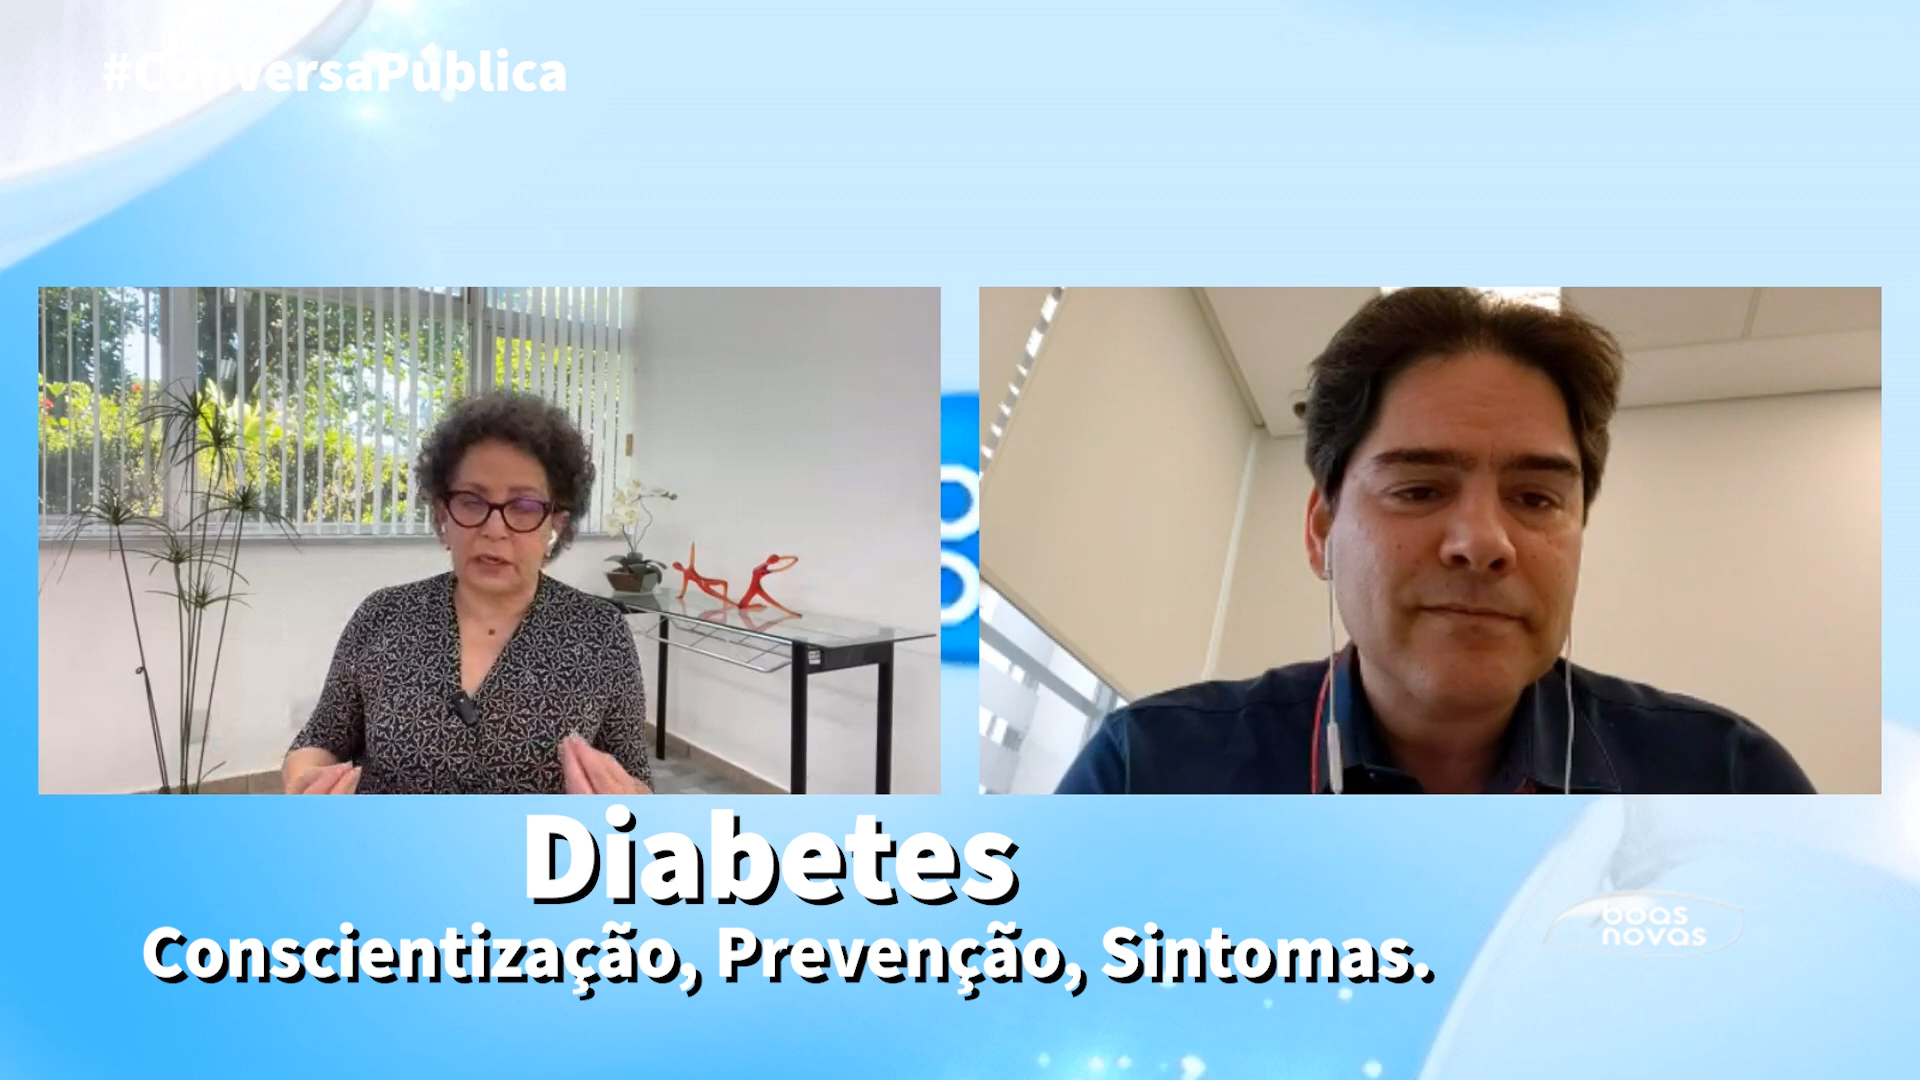 #ConversaPública
Diabetes
Conscientização, Prevenção, Sintomas.
boas
novas